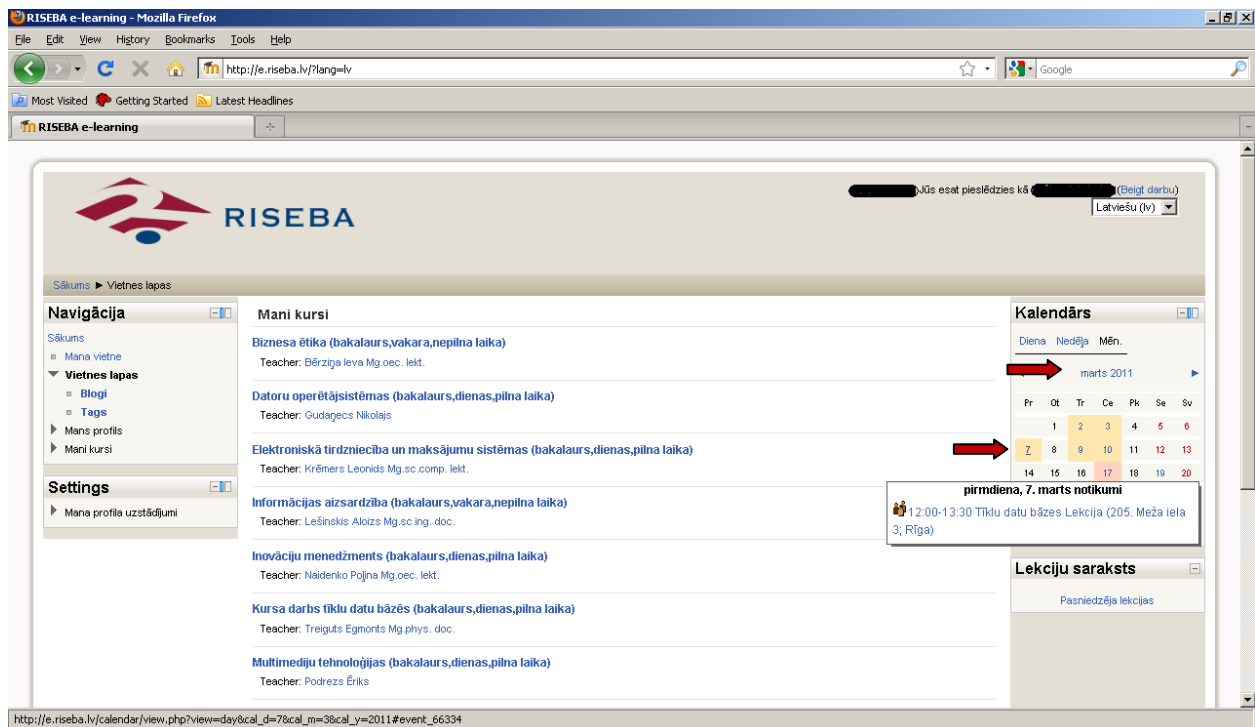 RISEBA e-learning - Mozilla Firefox
File Edit View History Bookmarks Tools Help
http://e.riseba.lv/?lang=lv
Google
Most Visited Getting Started Latest Headlines
RISEBA e-learning
RISEBA
)Jūs esat pieslēdzies kā (Beigt darbu)
Latviešu (lv)
Sākums ► Vietnes lapas
Navigācija
Sākums
Mana vietne
Vietnes lapas
Blogi
Tags
Mans profils
Mani kursi
Settings
Mana profila uzstādījumi
Mani kursi
Biznesa ētika (bakalaurs,vakara,nepilna laika)
Teacher: Bērziņa Ieva Mg.oec. lekt.
Datoru operētājsistēmas (bakalaurs,dienas,pilna laika)
Teacher: Gudaņecs Nikolajs
Elektroniskā tirdzniecība un maksājumu sistēmas (bakalaurs,dienas,pilna laika)
Teacher: Krēmers Leonids Mg.sc.comp. lekt.
Informācijas aizsardzība (bakalaurs,vakara,nepilna laika)
Teacher: Lešinskis Aloizs Mg.sc.ing. doc.
Inovāciju menedžments (bakalaurs,dienas,pilna laika)
Teacher: Naidenko Poļina Mg.oec. lekt.
Kursa darbs tīklu datu bāzēs (bakalaurs,dienas,pilna laika)
Teacher: Treiguts Egmonts Mg.phys. doc.
Multimediju tehnoloģijas (bakalaurs,dienas,pilna laika)
Teacher: Podrezs Ēriks
Kalendārs
Diena Nedēļa Mēn.
marts 2011 ►
Pr Ot Tr Ce Pk Se Sv
1 2 3 4 5 6
7 8 9 10 11 12 13
14 15 16 17 18 19 20
pirmdiena, 7. marts notikumi
12:00-13:30 Tīklu datu bāzes Lekcija (205. Meža iela
3; Rīga)
Lekciju saraksts
Pasniedzēja lekcijas
http://e.riseba.lv/calendar/view.php?view=day&cal_d=7&cal_m=3&cal_y=2011#event_66334